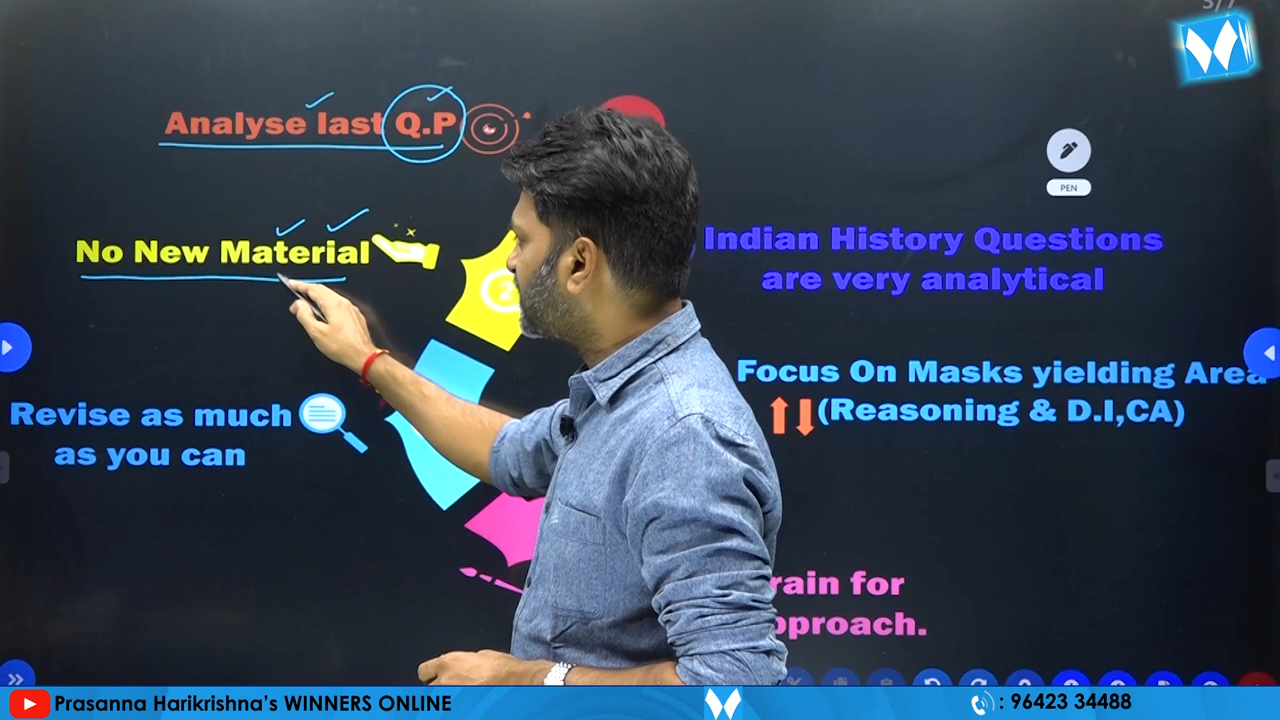 Analyse last Q.P
No New Material
2
Revise as much
as you can
PEN
Indian History Questions
are very analytical
Focus On Masks yielding Area
(Reasoning & D.I,CA)
rain for
pproach.
Prasanna Harikrishna's WINNERS ONLINE
: 96423 34488